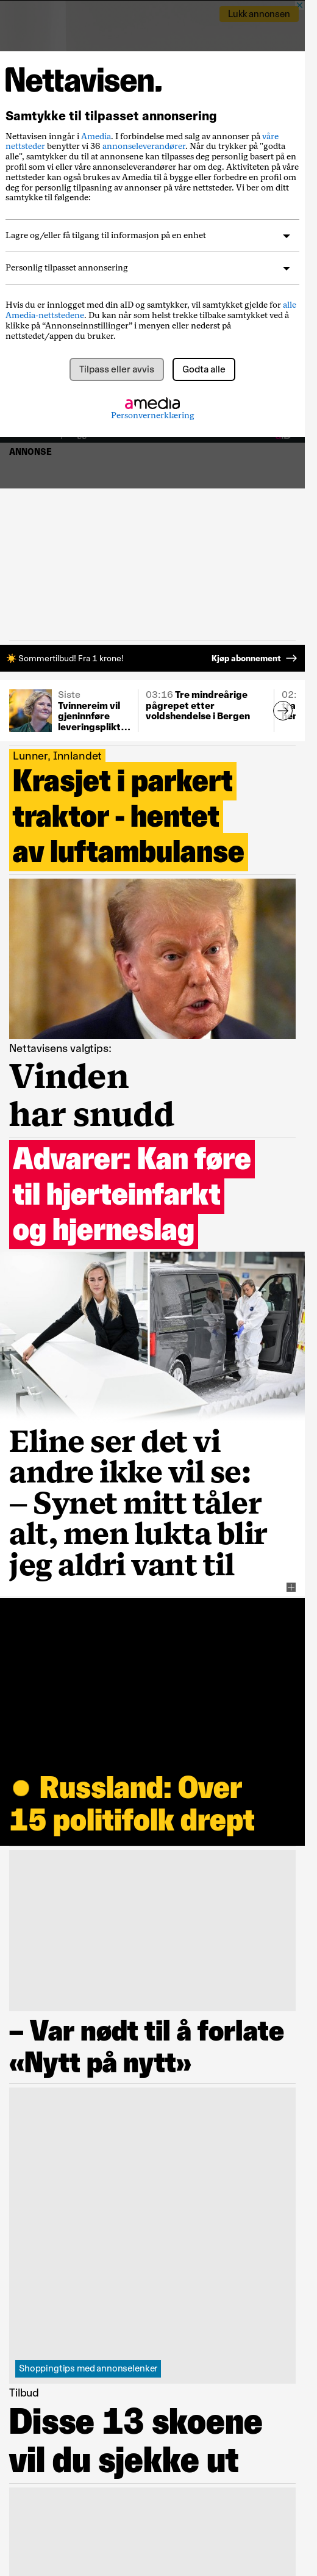 Lukk annonsen
Nettavisen.
Samtykke til tilpasset annonsering
Nettavisen inngår i Amedia. I forbindelse med salg av annonser på våre
nettsteder benytter vi 36 annonseleverandører. Når du trykker på "godta
alle", samtykker du til at annonsene kan tilpasses deg personlig basert på en
profil som vi eller våre annonseleverandører har om deg. Aktiviteten på våre
nettsteder kan også brukes av Amedia til å bygge eller forbedre en profil om
deg for personlig tilpasning av annonser på våre nettsteder. Vi ber om ditt
samtykke til følgende:
Lagre og/eller få tilgang til informasjon på en enhet
Personlig tilpasset annonsering
Hvis du er innlogget med din aID og samtykker, vil samtykket gjelde for alle
Amedia-nettstedene. Du kan når som helst trekke tilbake samtykket ved å
klikke på “Annonseinnstillinger” i menyen eller nederst på
nettstedet/appen du bruker.
Tilpass eller avvis
Godta alle
amedia
Personvernerklæring
ANNONSE
Sommertilbud! Fra 1 krone!
Kjøp abonnement
Siste
Tvinnereim vil
gjeninnføre
leveringsplikt...
03:16 Tre mindreårige
pågrepet etter
voldshendelse i Bergen
02:
Lunner, Innlandet
Krasjet i parkert
traktor - hentet
av luftambulanse
Nettavisens valgtips:
Vinden
har snudd
Advarer: Kan føre
til hjerteinfarkt
og hjerneslag
Eline ser det vi
andre ikke vil se:
– Synet mitt tåler
alt, men lukta blir
jeg aldri vant til
Russland: Over
15 politifolk drept
– Var nødt til å forlate
«Nytt på nytt»
Shoppingtips med annonselenker
Tilbud
Disse 13 skoene
vil du sjekke ut